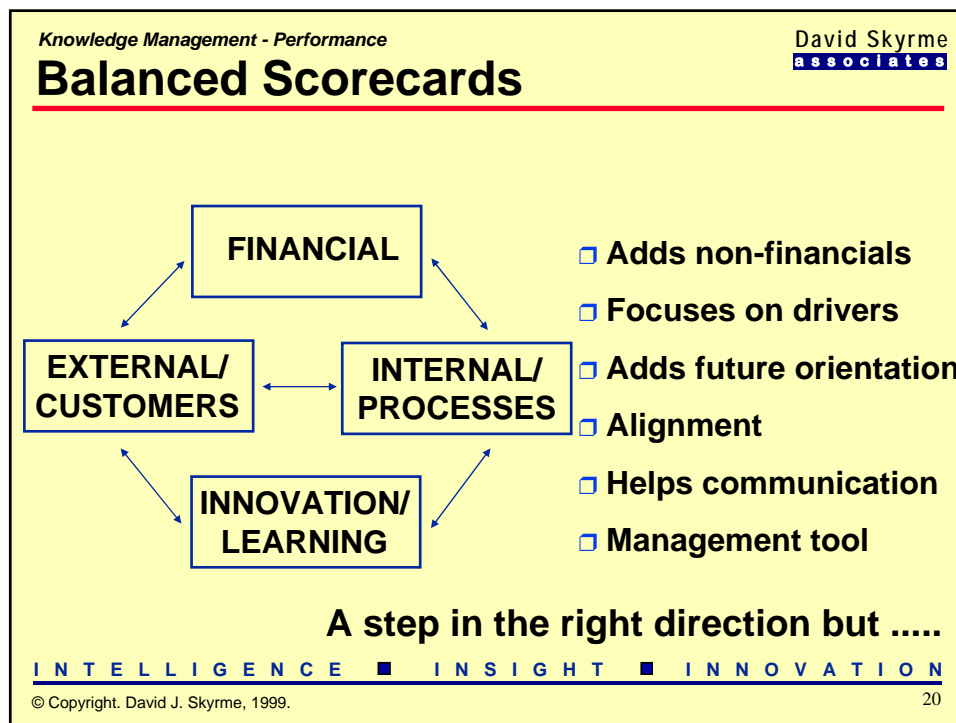 Knowledge Management - Performance
David Skyrme
associates
Balanced Scorecards
FINANCIAL
EXTERNAL/
CUSTOMERS
INTERNAL/
PROCESSES
INNOVATION/
LEARNING
❐ Adds non-financials
❐ Focuses on drivers
❐ Adds future orientation
❐ Alignment
❐ Helps communication
❐ Management tool
A step in the right direction but .....
INTELLIGENCE ■ INSIGHT ■ INNOVATION
© Copyright. David J. Skyrme, 1999.
20